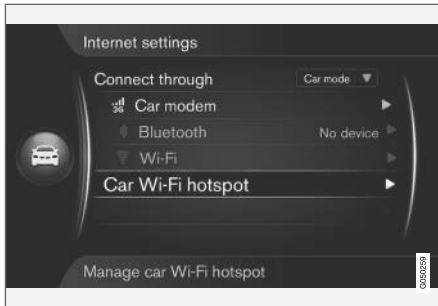 Internet settings
Connect through Car mode
3G Car modem
Bluetooth No device
Wi-Fi
Car Wi-Fi hotspot
Manage car Wi-Fi hotspot
G050259